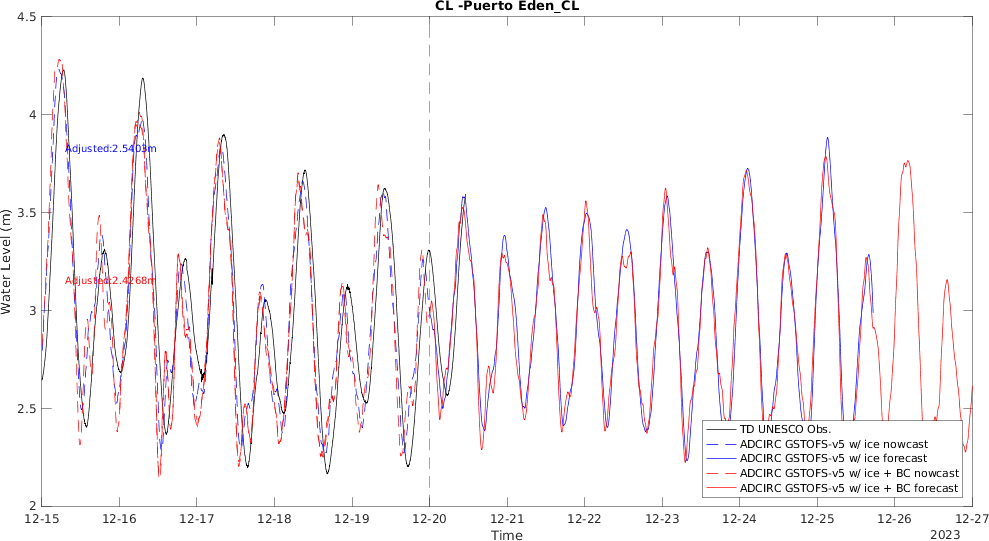 CL -Puerto Eden_CL
4.5
4
3.5
3
2.5
2
Water Level (m)
Adjusted:2.5403m
Adjusted:2.4268m
TD UNESCO Obs.
ADCIRC GSTOFS-v5 w/ ice nowcast
ADCIRC GSTOFS-v5 w/ ice forecast
ADCIRC GSTOFS-v5 w/ ice + BC nowcast
ADCIRC GSTOFS-v5 w/ ice + BC forecast
12-15 12-16 12-17 12-18 12-19 12-20 12-21 12-22 12-23 12-24 12-25 12-26 12-27
Time
2023